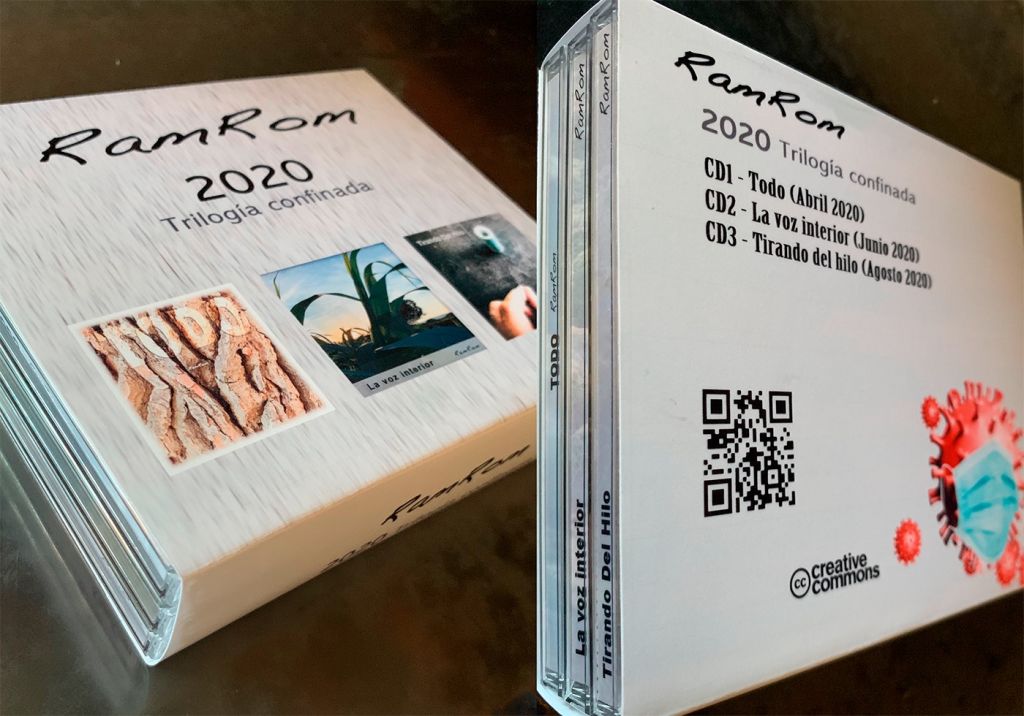 RamRom
2020
Trilogía confinada
TODO
La voz interior
RamRom
RamRom
2020
TODO RamRom
La voz interior RamRom
Tirando Del Hilo RamRom
RamRom
2020 Trilogía confinada
CD1 - Todo (Abril 2020)
CD2 - La voz interior (Junio 2020)
CD3 - Tirando del hilo (Agosto 2020)
cc creative
commons